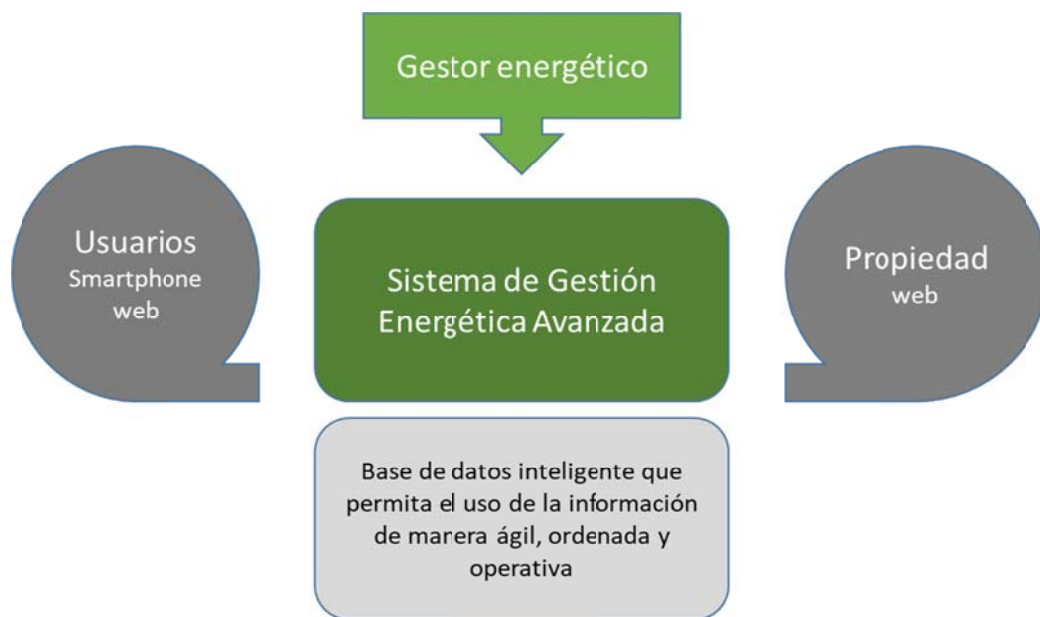 Gestor energético
Usuarios
Smartphone
web
Sistema de Gestión
Energética Avanzada
Propiedad
web
Base de datos inteligente que
permita el uso de la información
de manera ágil, ordenada y
operativa